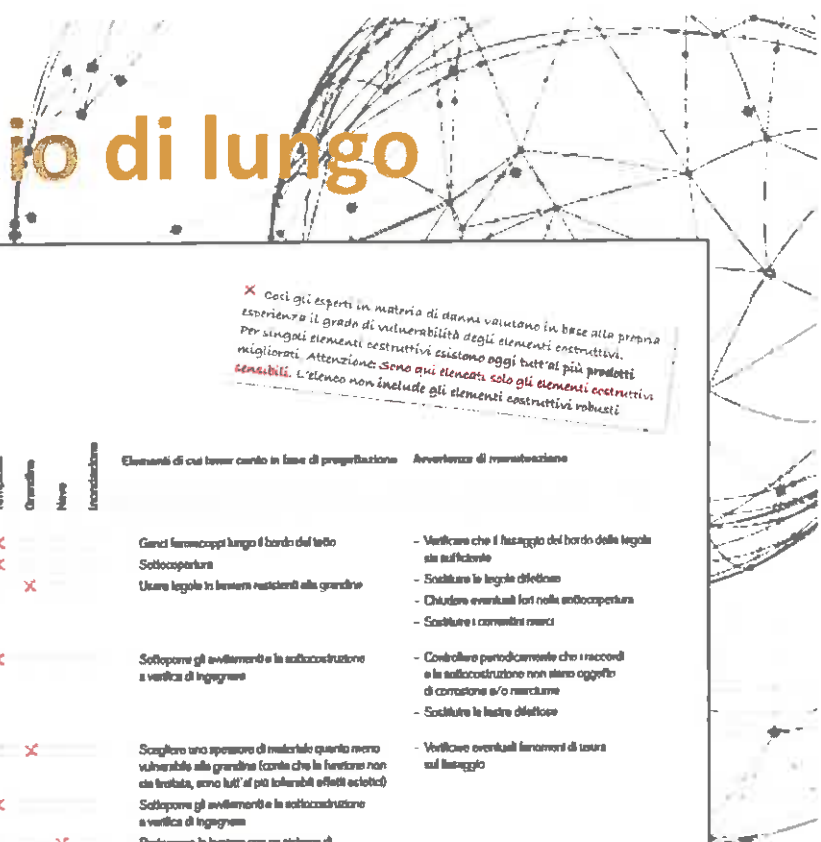 io di lungo
× Così gli esperti in materia di danni valutano in base alla propria
esperienza il grado di vulnerabilità degli elementi costruttivi.
Per singoli elementi costruttivi esistono oggi tutt'al più prodotti
migliorati. Attenzione: Sono qui elencati solo gli elementi costruttivi
sensibili. L'elenco non include gli elementi costruttivi robusti
Grandine
Neve
Inondazione
Elementi di cui tener conto in base di progettazione
Avvertenze di manutenzione
×
Ganci fermacoppi lungo il bordo del tetto
×
Sottocopertura
×
Usare tegole in resistenti alla grandine
- Verificare che il fissaggio del bordo delle tegole
sia sufficiente
- Sostituire le tegole difettose
- Chiudere eventuali fori nella sottocopertura
- Sostituire i correntini marci
×
Sottoporre gli avvitamenti e la sottocostruzione
a verifica di ingegnere
- Controllare periodicamente che i raccordi
e la sottocostruzione non siano oggetto
di corrosione e/o marciume
- Sostituire le lastre difettose
×
Scegliere uno spessore di materiale quanto meno
vulnerabile alla grandine (conta che la funzione non
sia limitata, sono tutt'al più tollerabili effetti estetici)
- Verificare eventuali fenomeni di usura
sul fissaggio
×
Sottoporre gli avvitamenti e la sottocostruzione
a verifica di ingegnere
×